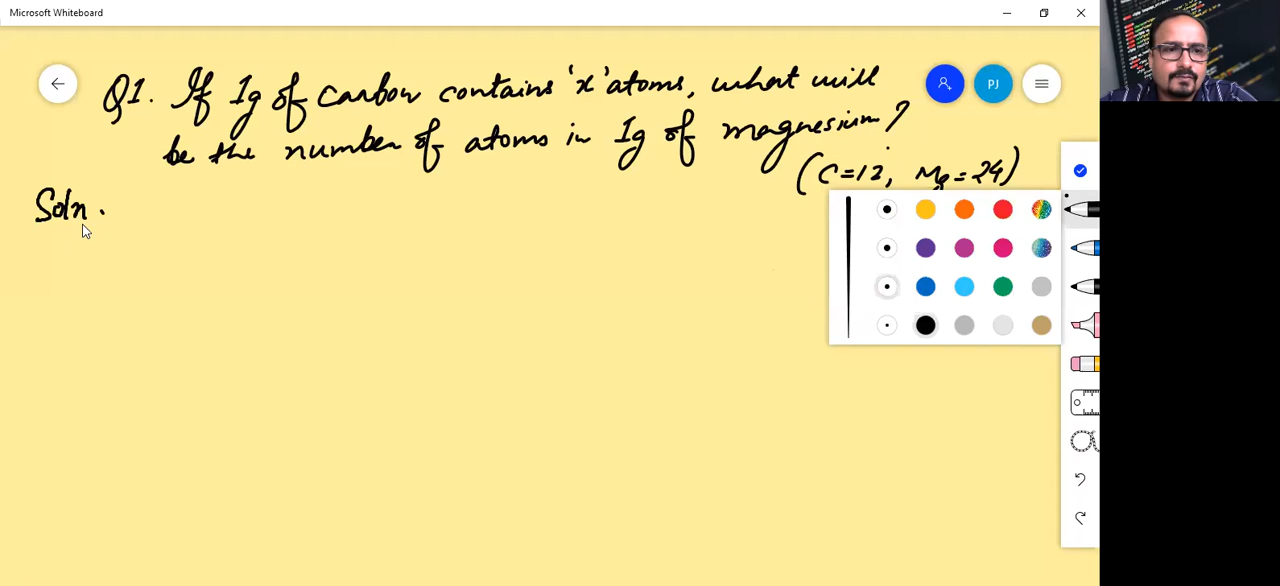 Microsoft Whiteboard
Q1. If 1g of carbon contains 'x' atoms, what will
be the number of atoms in 1g of magnesium?
(C=12, Mg=24)
PJ
Soln.